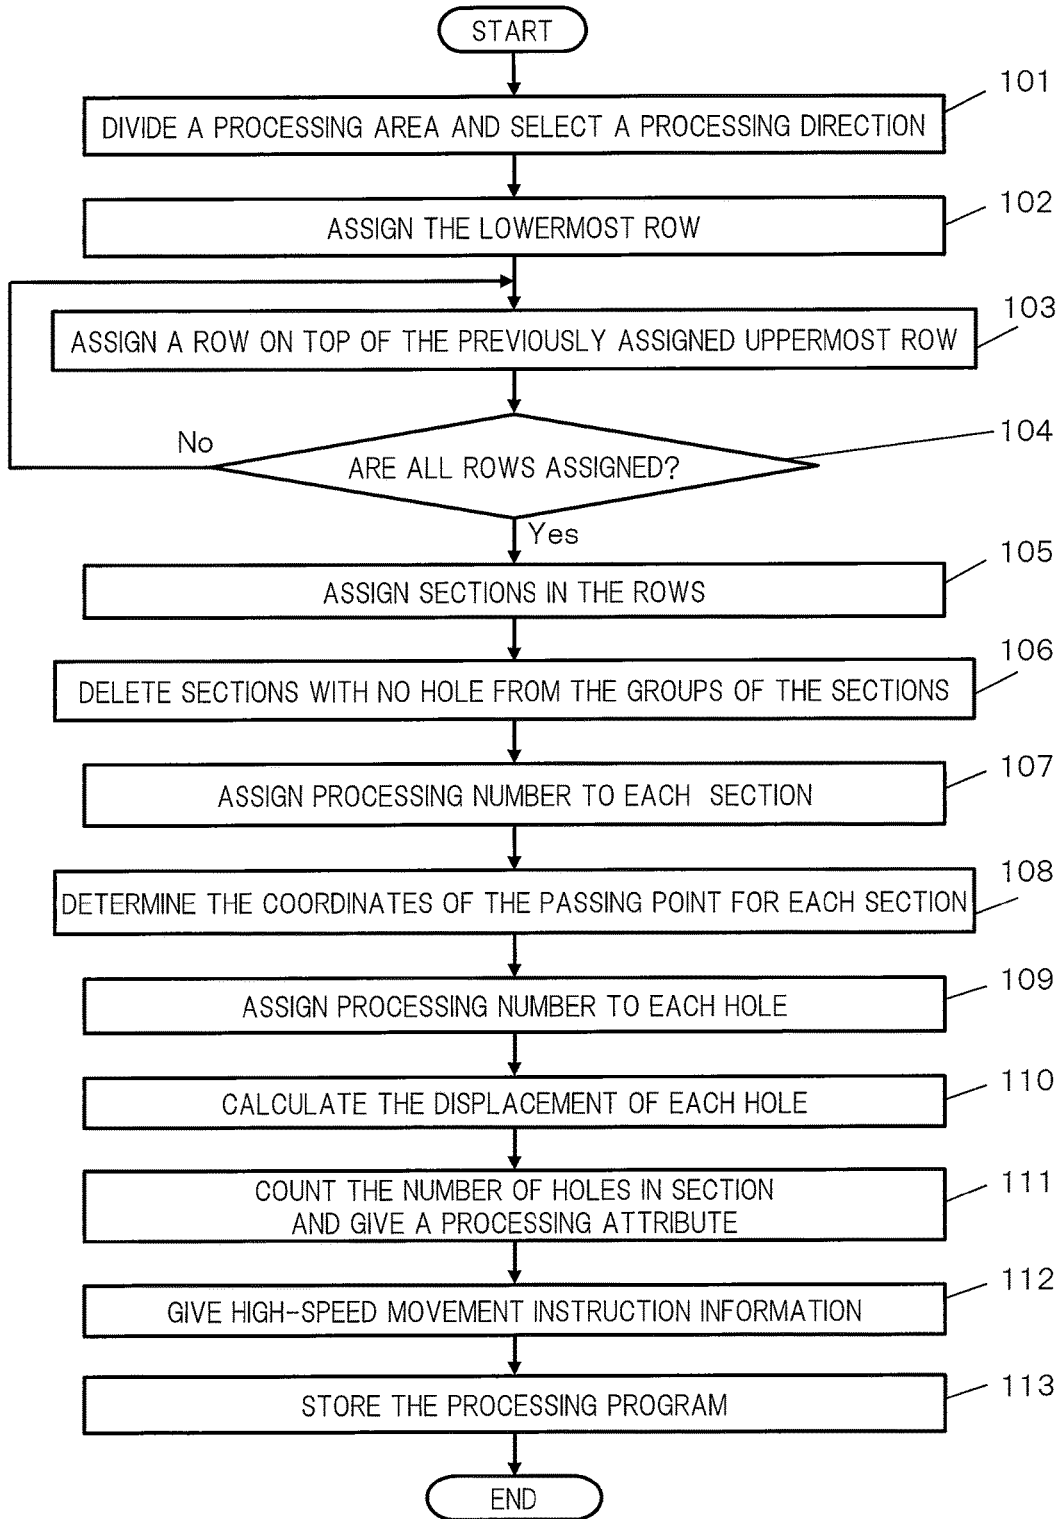 START
101
DIVIDE A PROCESSING AREA AND SELECT A PROCESSING DIRECTION
102
ASSIGN THE LOWERMOST ROW
103
ASSIGN A ROW ON TOP OF THE PREVIOUSLY ASSIGNED UPPERMOST ROW
104
No
ARE ALL ROWS ASSIGNED?
Yes
105
ASSIGN SECTIONS IN THE ROWS
106
DELETE SECTIONS WITH NO HOLE FROM THE GROUPS OF THE SECTIONS
107
ASSIGN PROCESSING NUMBER TO EACH SECTION
108
DETERMINE THE COORDINATES OF THE PASSING POINT FOR EACH SECTION
109
ASSIGN PROCESSING NUMBER TO EACH HOLE
110
CALCULATE THE DISPLACEMENT OF EACH HOLE
111
COUNT THE NUMBER OF HOLES IN SECTION
AND GIVE A PROCESSING ATTRIBUTE
112
GIVE HIGH-SPEED MOVEMENT INSTRUCTION INFORMATION
113
STORE THE PROCESSING PROGRAM
END